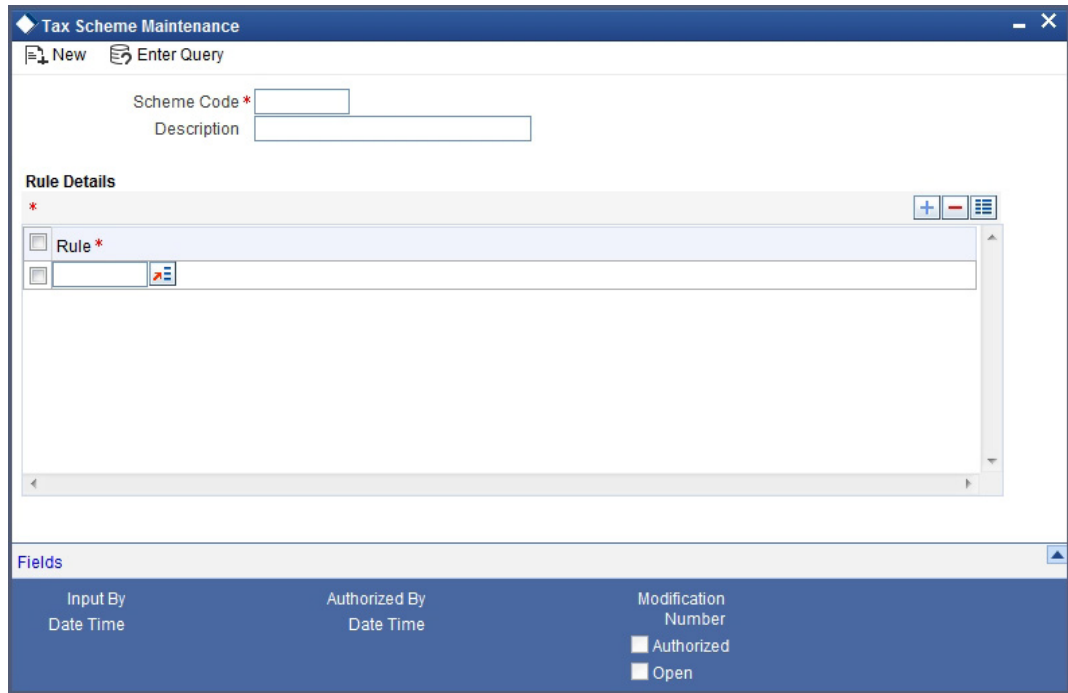 Tax Scheme Maintenance
New Enter Query
Scheme Code *
Description
Rule Details
*
Rule *
Fields
Input By Authorized By Modification
Number
Date Time Date Time
Authorized
Open